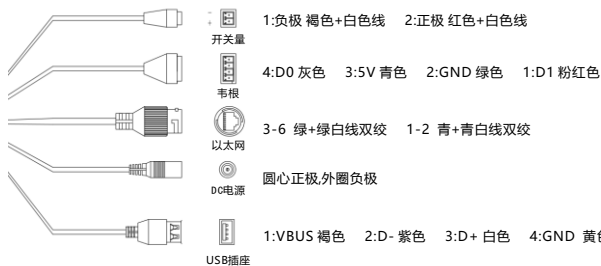 1:负极 褐色+白色线 2:正极 红色+白色线
开关量
4:D0 灰色 3:5V 青色 2:GND 绿色 1:D1 粉红色
韦根
3-6 绿+绿白线双绞 1-2 青+青白线双绞
以太网
圆心正极,外圈负极
DC电源
1:VBUS 褐色 2:D- 紫色 3:D+ 白色 4:GND 黄色
USB插座